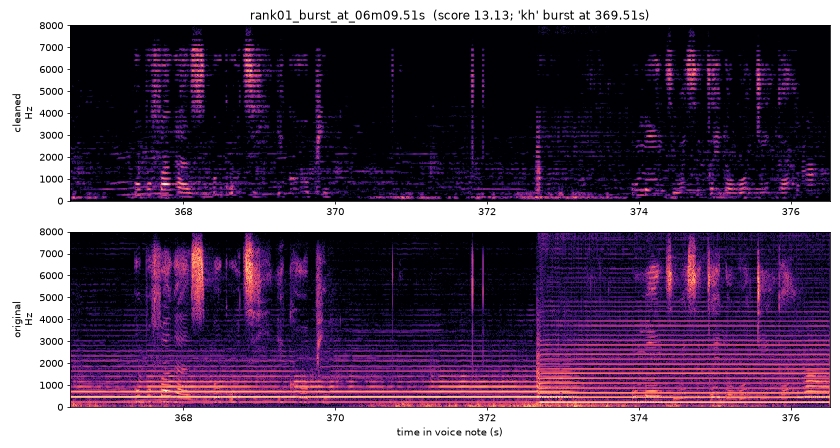 rank01_burst_at_06m09.51s (score 13.13; 'kh' burst at 369.51s)
8000
7000
6000
5000
4000
3000
2000
1000
0
cleaned
Hz
368 370 372 374 376
8000
7000
6000
5000
4000
3000
2000
1000
0
original
Hz
368 370 372 374 376
time in voice note (s)